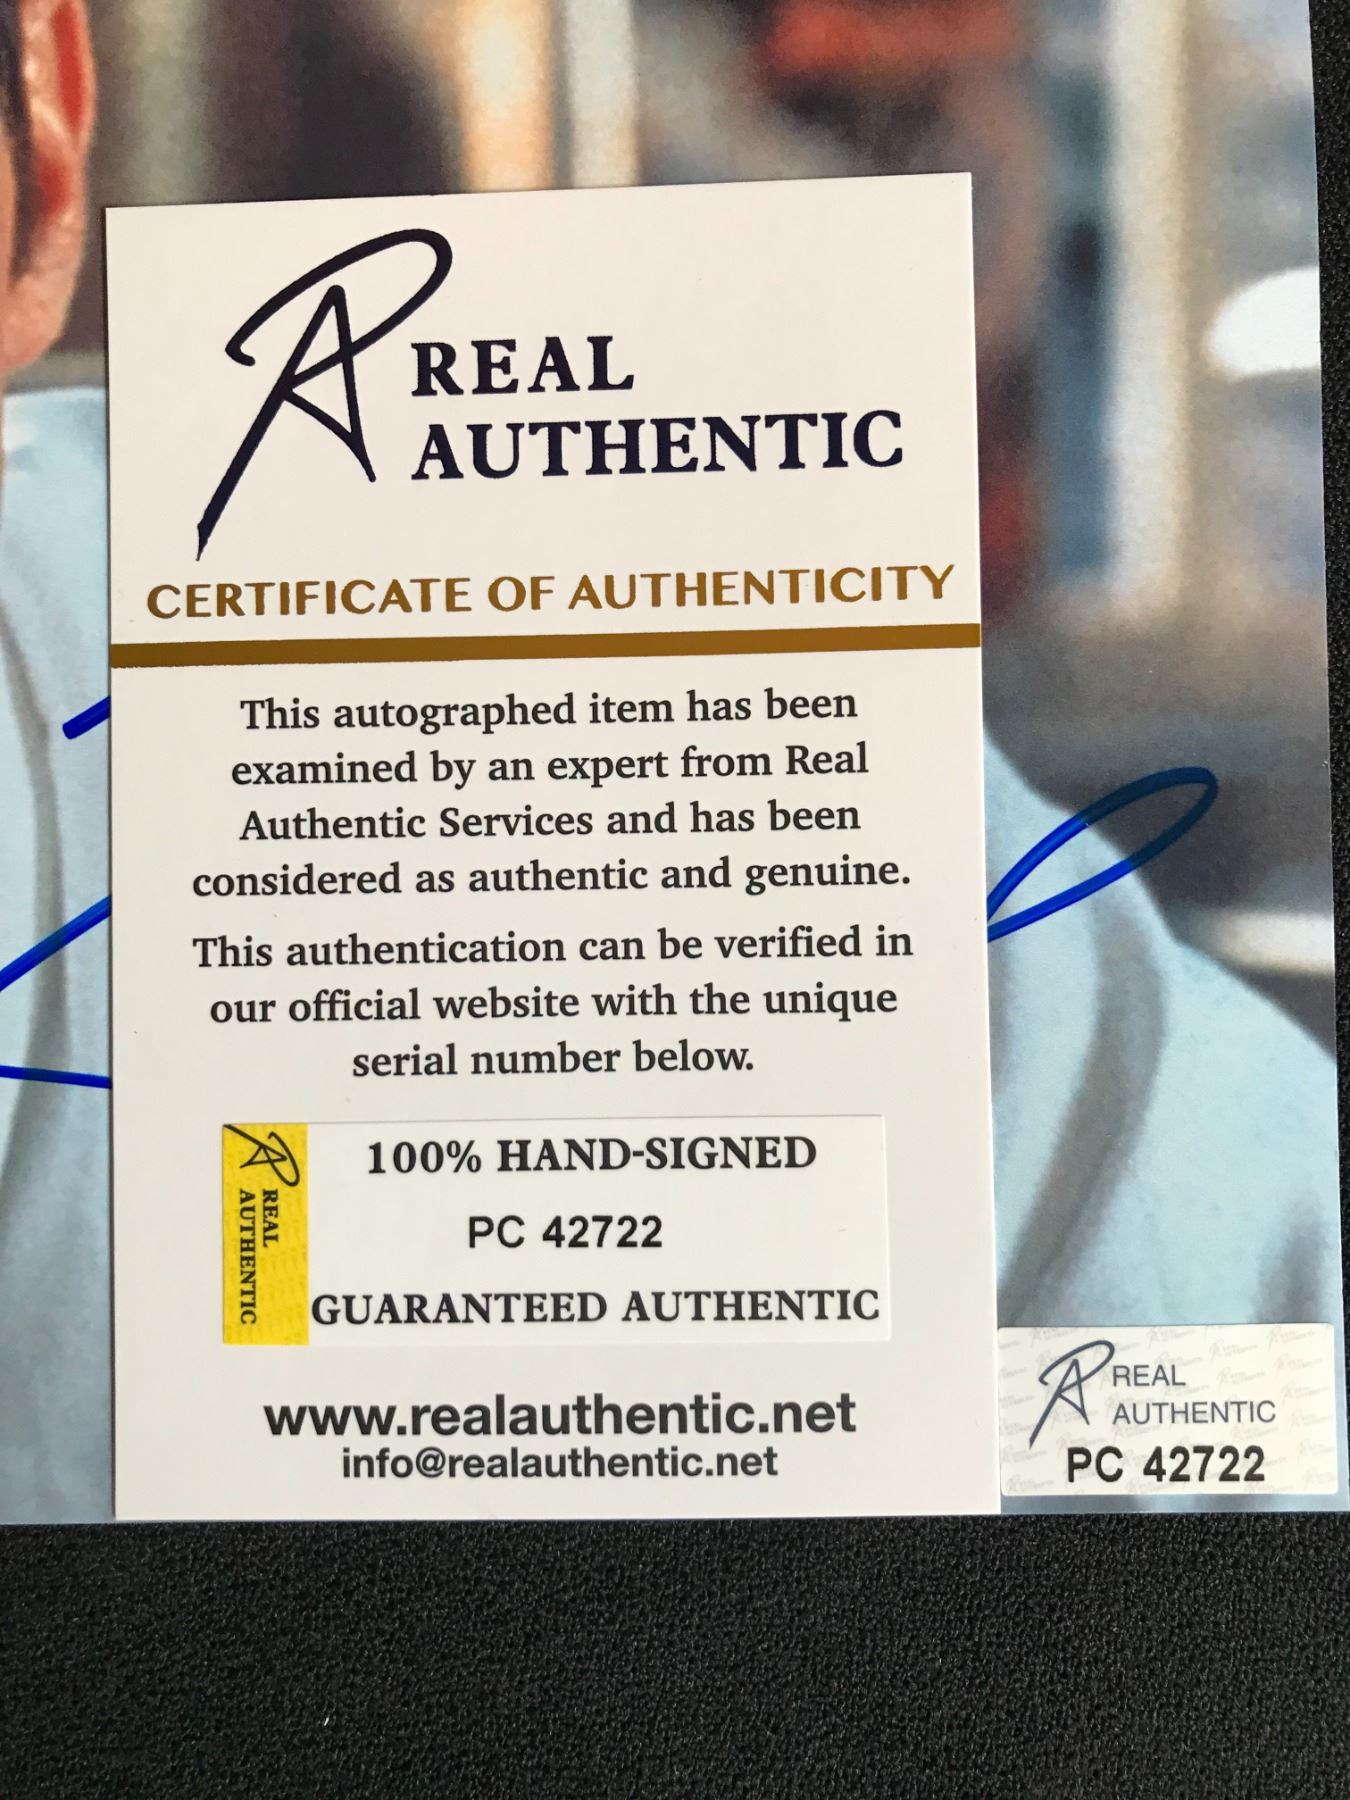 REAL
AUTHENTIC
CERTIFICATE OF AUTHENTICITY
This autographed item has been
examined by an expert from Real
Authentic Services and has been
considered as authentic and genuine.
This authentication can be verified in
our official website with the unique
serial number below.
REAL
AUTHENTIC
100% HAND-SIGNED
PC 42722
GUARANTEED AUTHENTIC
www.realauthentic.net
info@realauthentic.net
REAL
AUTHENTIC
PC 42722